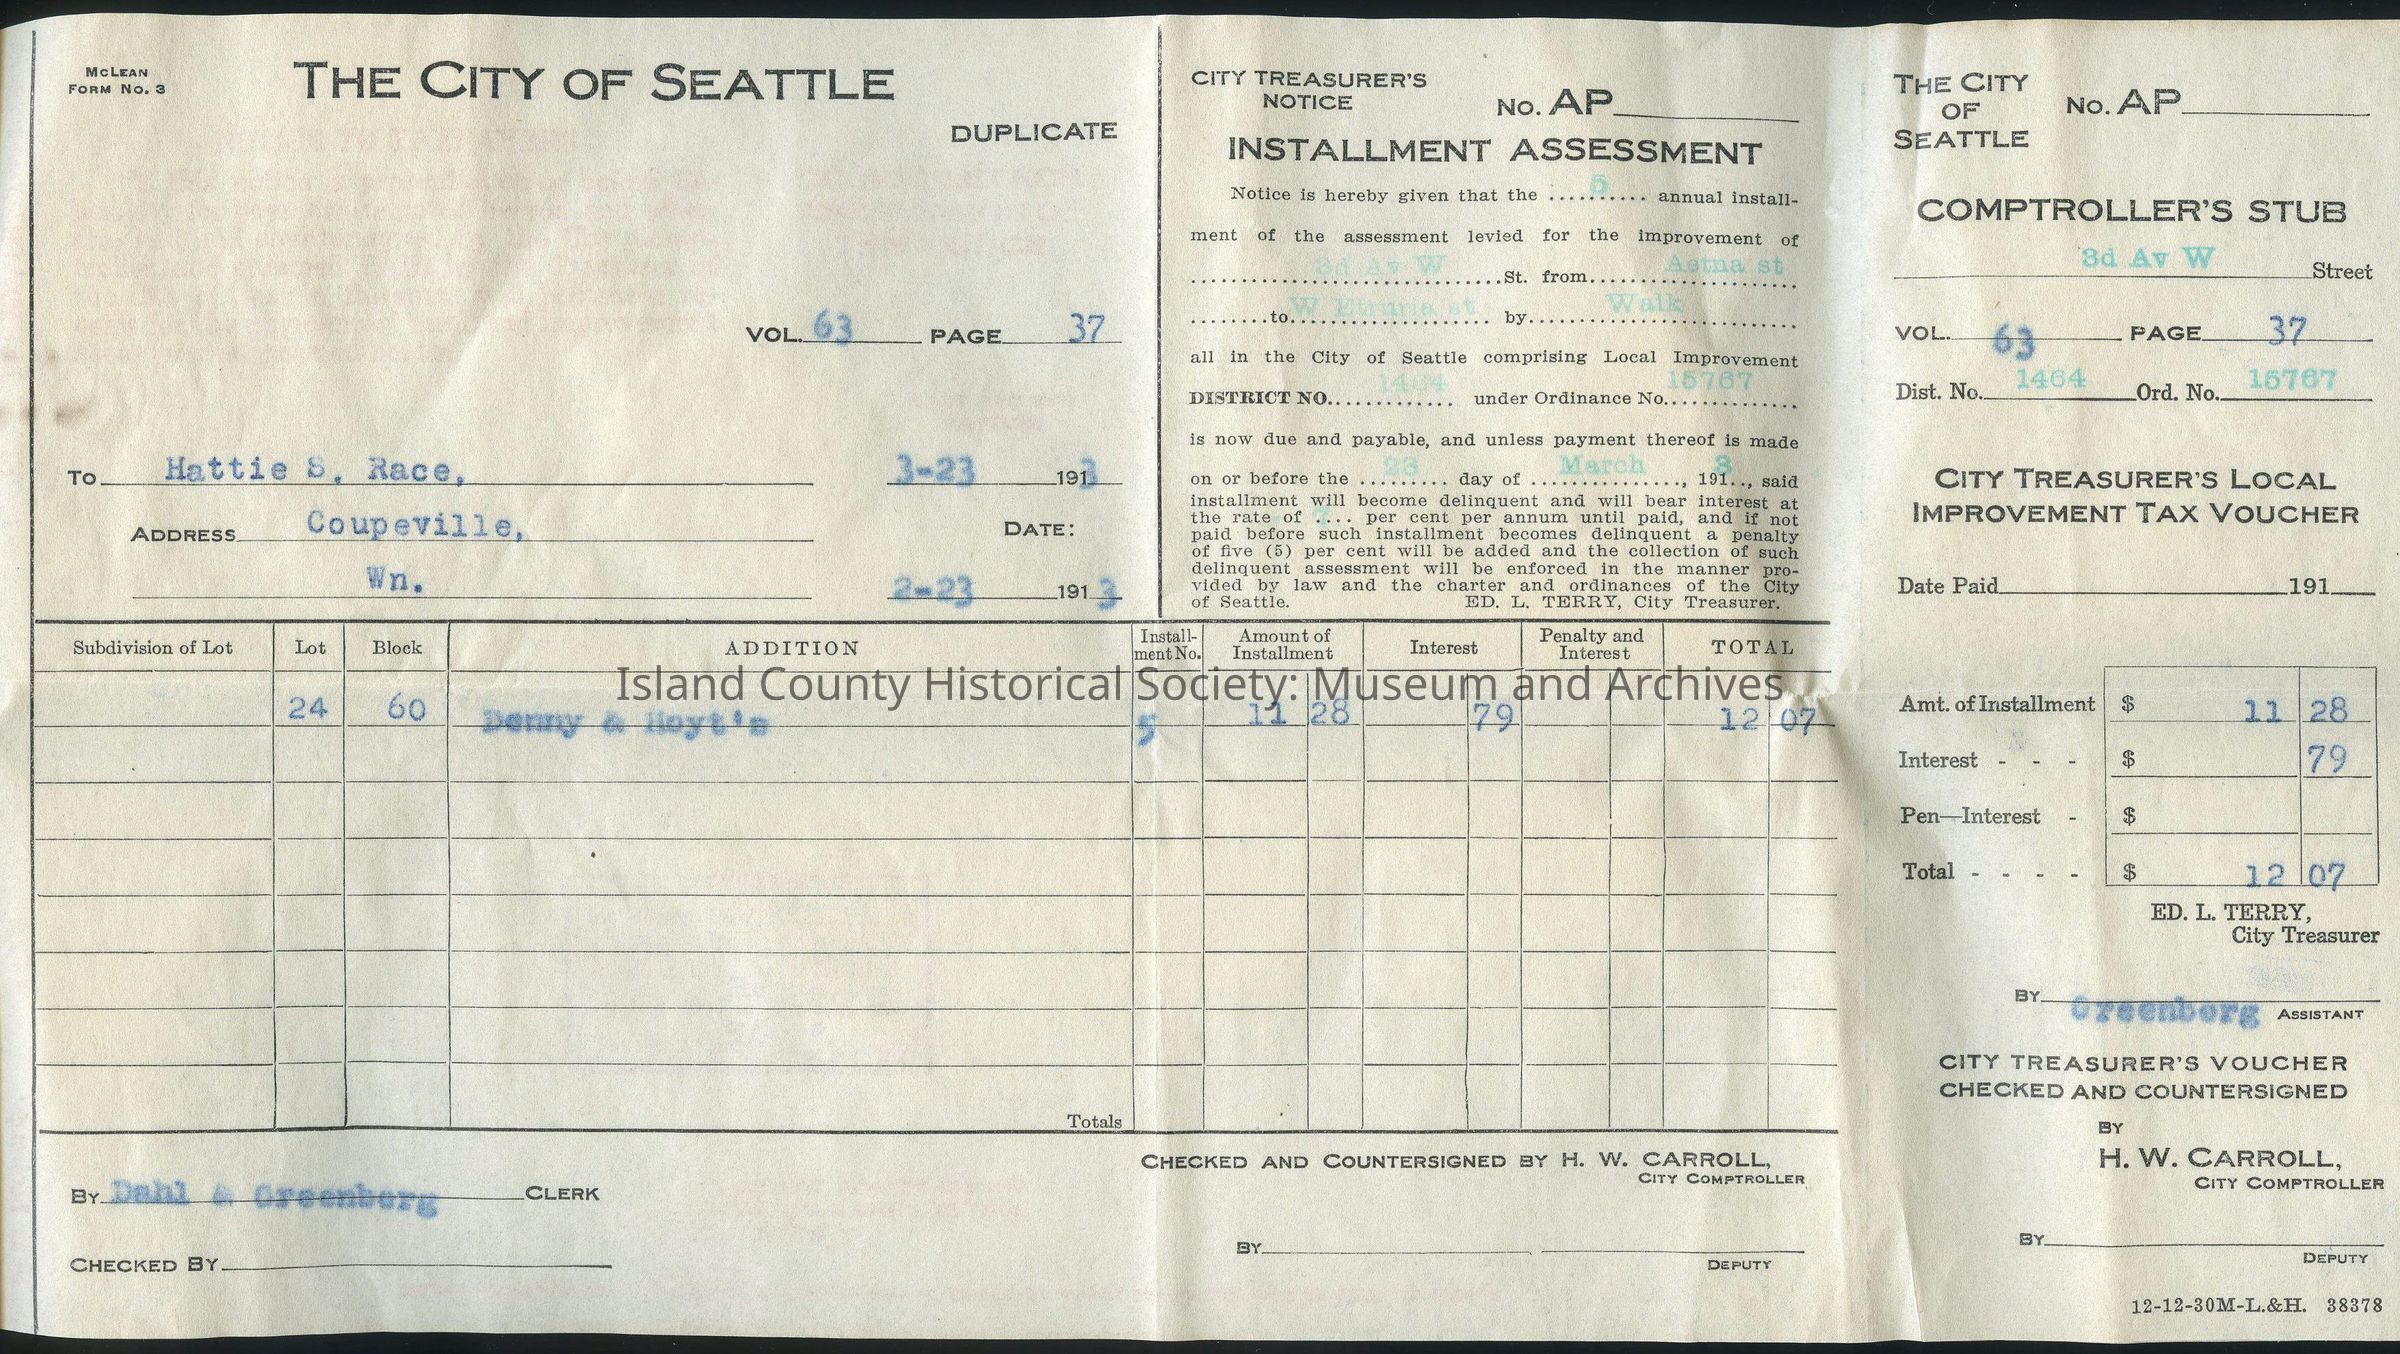 McLean
Form No. 3
THE CITY OF SEATTLE
DUPLICATE
VOL. 63 PAGE 37
To Hattie S. Race,
3-23 1913
ADDRESS Coupeville,
DATE:
Wn.
2-23 1913
CITY TREASURER'S
NOTICE
No. AP
INSTALLMENT ASSESSMENT
Notice is hereby given that the ....5..... annual install-
ment of the assessment levied for the improvement of
3d Av W St. from Aetna st
to W Etruria st by Walk
all in the City of Seattle comprising Local Improvement
DISTRICT NO. 1464 under Ordinance No. 15767
is now due and payable, and unless payment thereof is made
on or before the 23 day of March, 191 3, said
installment will become delinquent and will bear interest at
the rate of .... per cent per annum until paid, and if not
paid before such installment becomes delinquent a penalty
of five (5) per cent will be added and the collection of such
delinquent assessment will be enforced in the manner pro-
vided by law and the charter and ordinances of the City
of Seattle. ED. L. TERRY, City Treasurer.
Subdivision of Lot Lot Block ADDITION Install-ment No. Amount of Installment Interest Penalty and Interest TOTAL
Island County Historical Society: Museum and Archives
24 60 Denny & Hoyt's 5 11 28 79 12 07
Totals
By Dahl & Greenberg CLERK
CHECKED BY
CHECKED AND COUNTERSIGNED BY H. W. CARROLL,
CITY COMPTROLLER
BY
DEPUTY
THE CITY
OF
SEATTLE
No. AP
COMPTROLLER'S STUB
3d Av W Street
VOL. 63 PAGE 37
Dist. No. 1464 Ord. No. 15767
CITY TREASURER'S LOCAL
IMPROVEMENT TAX VOUCHER
Date Paid 191
Amt. of Installment $ 11 28
Interest - - - $ 79
Pen—Interest - $
Total - - - - $ 12 07
ED. L. TERRY,
City Treasurer
BY Greenberg ASSISTANT
CITY TREASURER'S VOUCHER
CHECKED AND COUNTERSIGNED
BY
H. W. CARROLL,
CITY COMPTROLLER
BY
DEPUTY
12-12-30M-L.&H. 38378